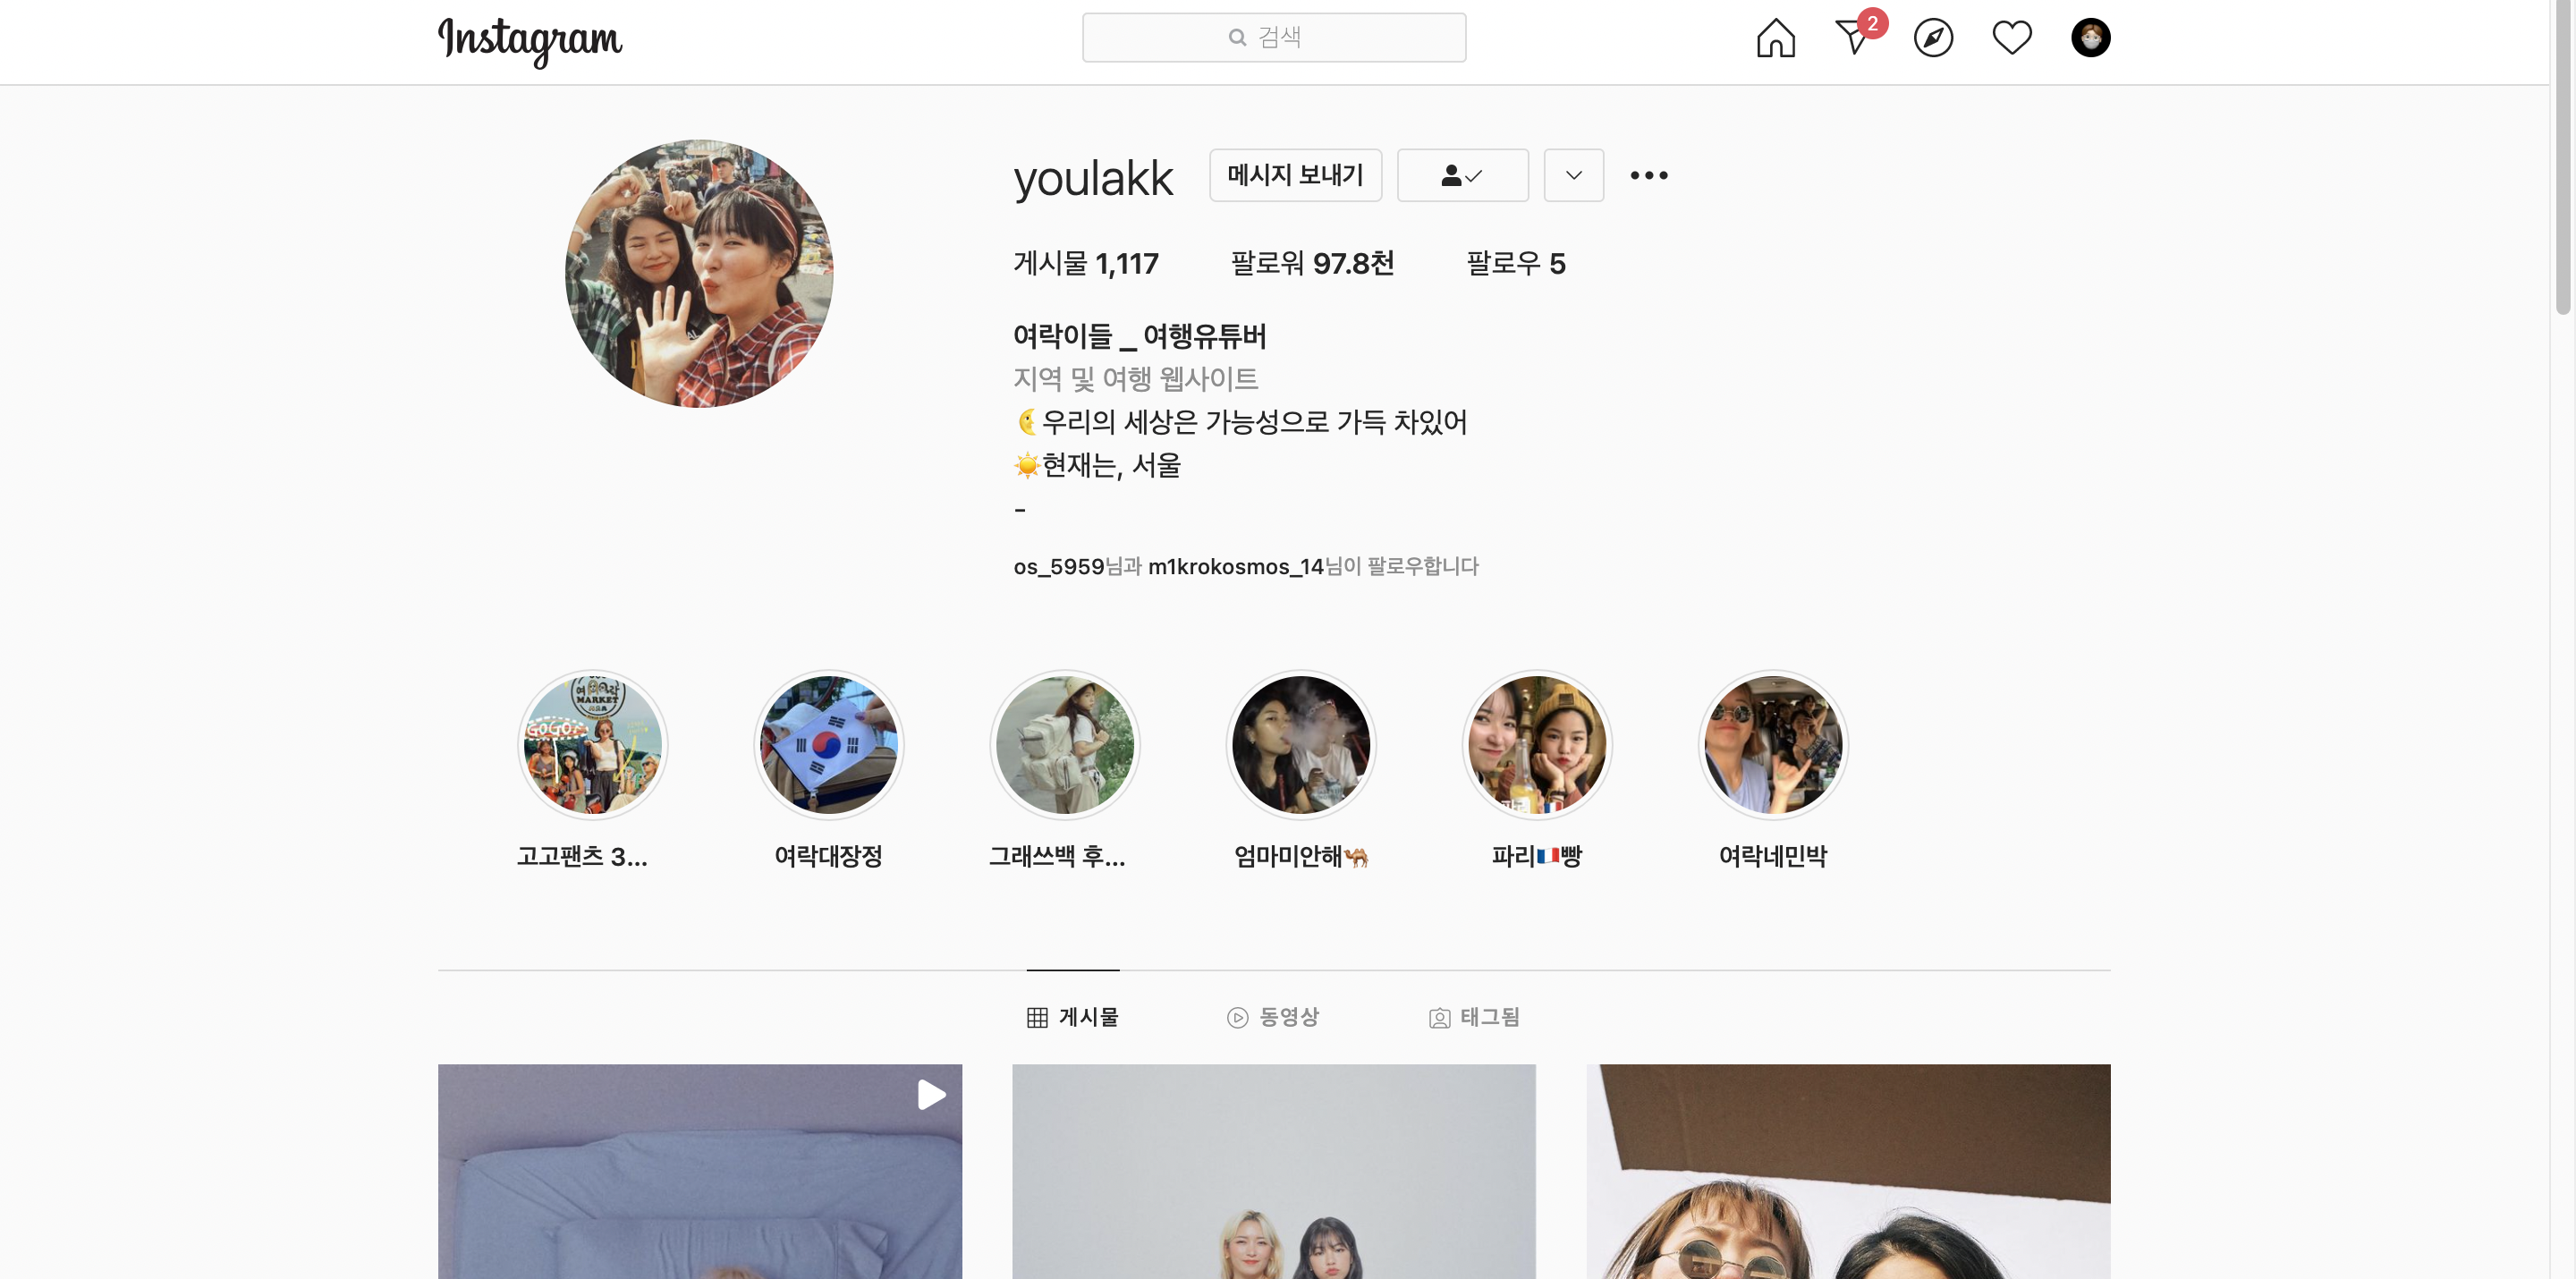 Instagram
검색
2
youlakk
메시지 보내기
게시물 1,117 팔로워 97.8천 팔로우 5
여락이들 _ 여행유튜버
지역 및 여행 웹사이트
🌛우리의 세상은 가능성으로 가득 차있어
☀️현재는, 서울
-
os_5959님과 m1krokosmos_14님이 팔로우합니다
MARKET
GOGO!
파리
고고팬츠 3...
여락대장정
그래쓰백 후...
엄마미안해🐫
파리🇫🇷빵
여락네민박
게시물
동영상
태그됨